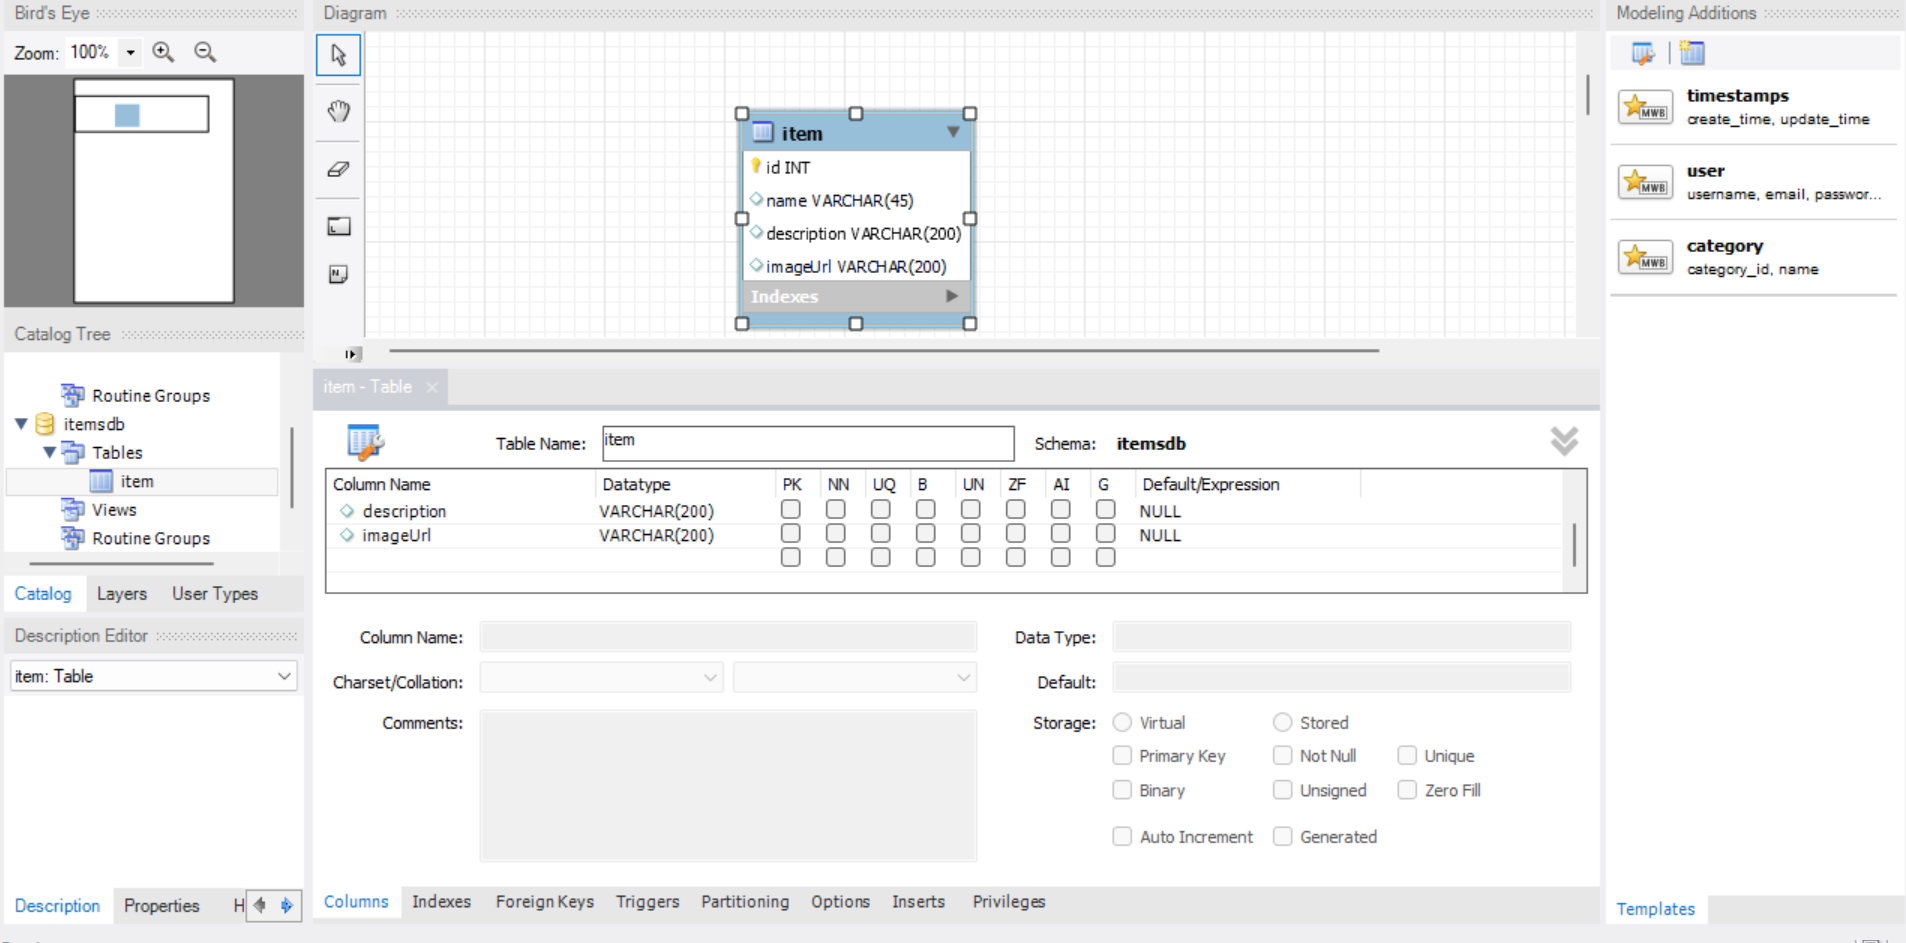 Bird's Eye
Zoom: 100%
Catalog Tree
Routine Groups
itemsdb
Tables
item
Views
Routine Groups
Catalog Layers User Types
Description Editor
item: Table
Description Properties H
Diagram
item
id INT
name VARCHAR(45)
description VARCHAR(200)
imageUrl VARCHAR(200)
Indexes
item - Table
Table Name: item Schema: itemsdb
Column Name Datatype PK NN UQ B UN ZF AI G Default/Expression
description VARCHAR(200) NULL
imageUrl VARCHAR(200) NULL
Column Name: Data Type:
Charset/Collation: Default:
Comments: Storage: Virtual Stored
Primary Key Not Null Unique
Binary Unsigned Zero Fill
Auto Increment Generated
Columns Indexes Foreign Keys Triggers Partitioning Options Inserts Privileges
Modeling Additions
MWB timestamps
create_time, update_time
MWB user
username, email, passwor...
MWB category
category_id, name
Templates